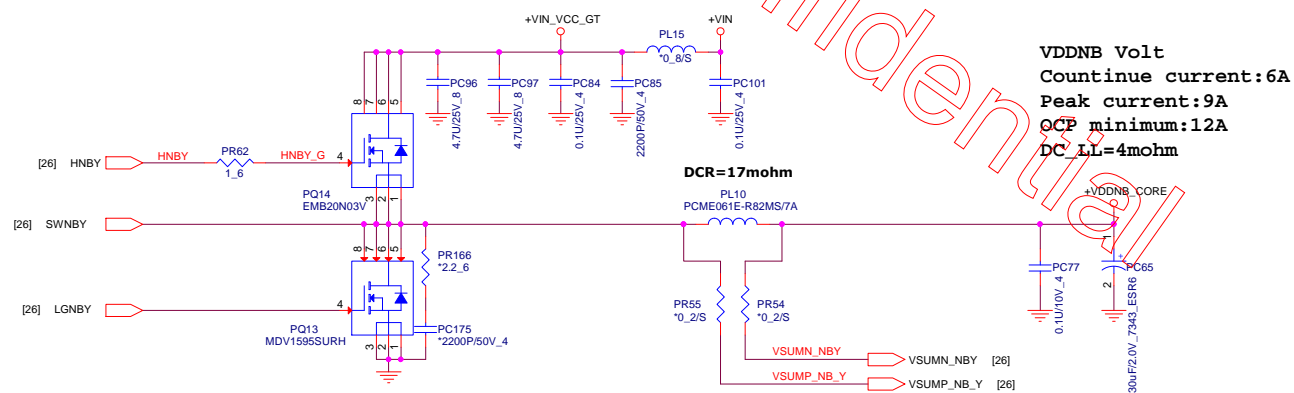 +VIN_VCC_GT
+VIN
PL15
*0_8/S
PC96
4.7U/25V_8
PC97
4.7U/25V_8
PC84
0.1U/25V_4
PC85
2200P/50V_4
PC101
0.1U/25V_4
VDDNB Volt
Countinue current:6A
Peak current:9A
OCP minimum:12A
DC_LL=4mohm
nfidential
8
7
6
5
[26] HNBY
HNBY
PR62
1_6
HNBY_G
4
PQ14
EMB20N03V
3
2
1
DCR=17mohm
PL10
PCME061E-R82MS/7A
+VDDNB_CORE
[26] SWNBY
8
7
6
5
PR166
*2.2_6
[26] LGNBY
4
PQ13
MDV1595SURH
3
2
1
PC175
*2200P/50V_4
PR55
*0_2/S
PR54
*0_2/S
PC77
0.1U/10V_4
1
+
PC65
2
30uF/2.0V_7343_ESR6
VSUMN_NBY
VSUMN_NBY [26]
VSUMP_NB_Y
VSUMP_NB_Y [26]